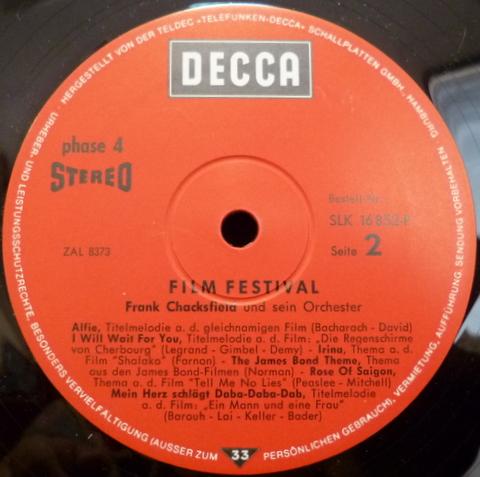 HERGESTELLT VON DER TELDEC »TELEFUNKEN-DECCA« SCHALLPLATTEN GMBH., HAMBURG
DECCA
phase 4
STEREO
Bestell-Nr.
SLK 16 852-P
ZAL 8373
Seite 2
FILM FESTIVAL
Frank Chacksfield und sein Orchester
Alfie, Titelmelodie a. d. gleichnamigen Film (Bacharach - David)
I Will Wait For You, Titelmelodie a. d. Film: „Die Regenschirme
von Cherbourg" (Legrand - Gimbel - Demy) - Irina, Thema a. d.
Film "Shalako" (Farnon) - The James Bond Theme, Thema
aus den James Bond-Filmen (Norman) - Rose Of Saigon,
Thema a. d. Film "Tell Me No Lies" (Peaslee - Mitchell)
Mein Herz schlägt Daba-Daba-Dab, Titelmelodie
a. d. Film: „Ein Mann und eine Frau"
(Barouh - Lai - Keller - Bader)
33
URHEBER- UND LEISTUNGSSCHUTZRECHTE, BESONDERS VERVIELFÄLTIGUNG (AUSSER ZUM PERSÖNLICHEN GEBRAUCH), VERMIETUNG, AUFFÜHRUNG, SENDUNG VORBEHALTEN